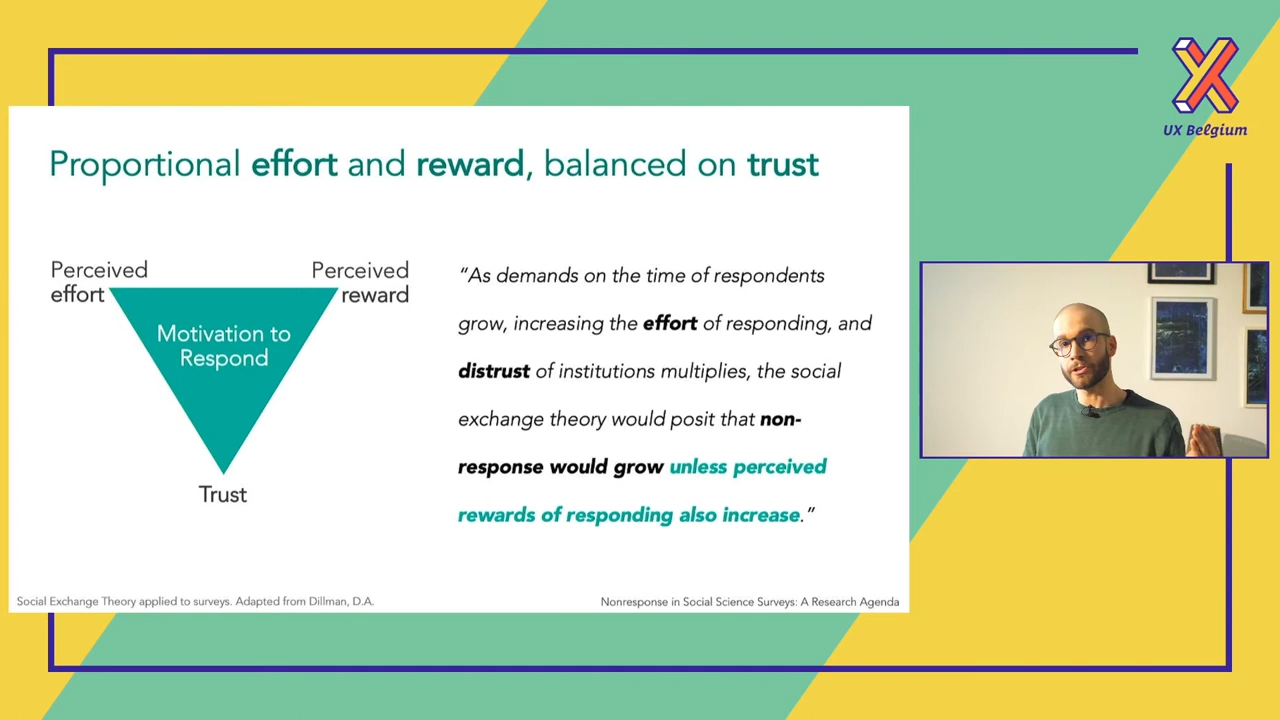 UX Belgium
Proportional effort and reward, balanced on trust
Perceived
effort
Perceived
reward
Motivation to
Respond
Trust
“As demands on the time of respondents
grow, increasing the effort of responding, and
distrust of institutions multiplies, the social
exchange theory would posit that non-
response would grow unless perceived
rewards of responding also increase.”
Social Exchange Theory applied to surveys. Adapted from Dillman, D.A.
Nonresponse in Social Science Surveys: A Research Agenda